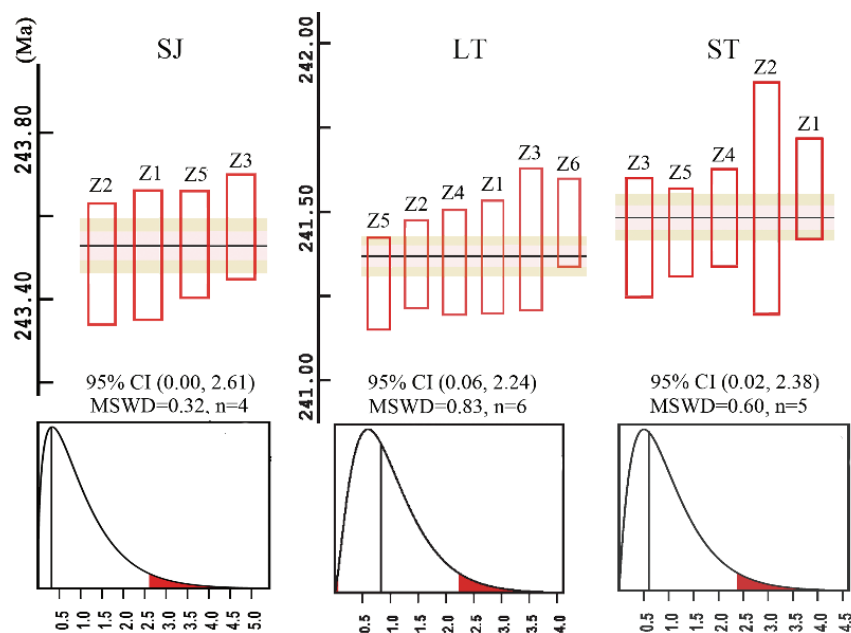 (Ma)
SJ
LT
ST
243.80
243.40
Z2
Z1
Z5
Z3
242.00
241.50
241.00
Z5
Z2
Z4
Z1
Z3
Z6
Z3
Z5
Z4
Z2
Z1
95% CI (0.00, 2.61)
MSWD=0.32, n=4
95% CI (0.06, 2.24)
MSWD=0.83, n=6
95% CI (0.02, 2.38)
MSWD=0.60, n=5
0.5 1.0 1.5 2.0 2.5 3.0 3.5 4.0 4.5 5.0
0.5 1.0 1.5 2.0 2.5 3.0 3.5 4.0
0.5 1.0 1.5 2.0 2.5 3.0 3.5 4.0 4.5